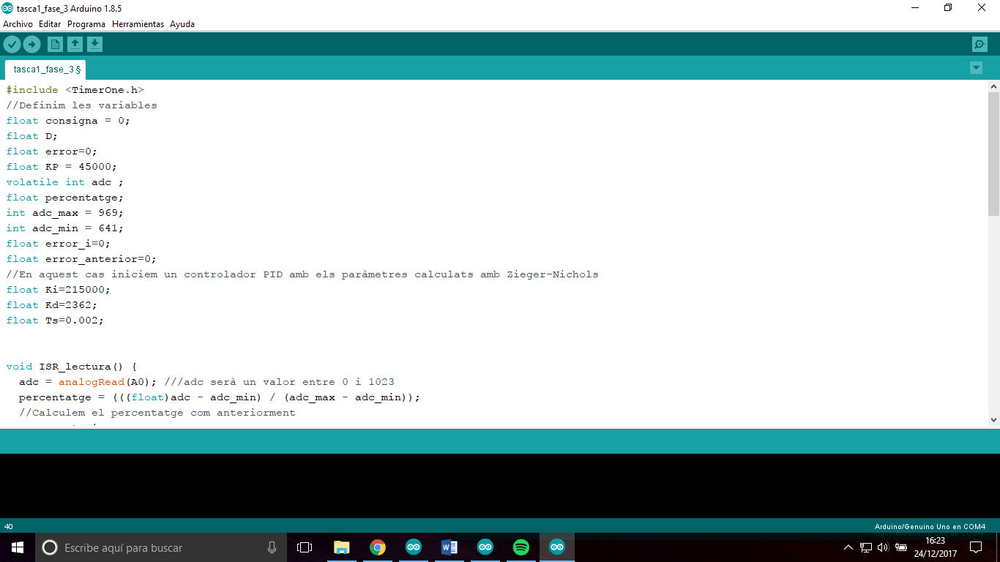 tasca1_fase_3 Arduino 1.8.5
Archivo Editar Programa Herramientas Ayuda
tasca1_fase_3 §
#include <TimerOne.h>
//Definim les variables
float consigna = 0;
float D;
float error=0;
float KP = 45000;
volatile int adc ;
float percentatge;
int adc_max = 969;
int adc_min = 641;
float error_i=0;
float error_anterior=0;
//En aquest cas iniciem un controlador PID amb els paràmetres calculats amb Zieger-Nichols
float Ki=215000;
float Kd=2362;
float Ts=0.002;
void ISR_lectura() {
  adc = analogRead(A0); ///adc serà un valor entre 0 i 1023
  percentatge = (((float)adc - adc_min) / (adc_max - adc_min));
  //Calculem el percentatge com anteriorment
40
Arduino/Genuino Uno en COM4
Escribe aquí para buscar
16:23
24/12/2017